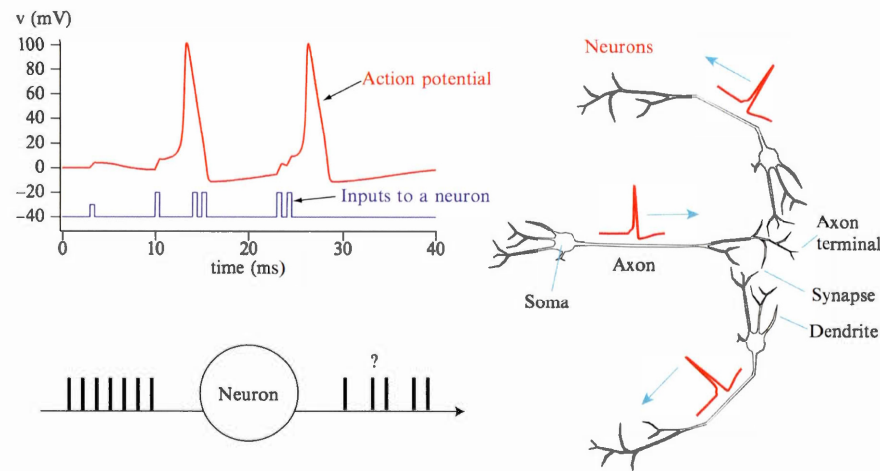 v (mV)
100
80
60
40
20
0
−20
−40
0
10
20
30
40
time (ms)
Action potential
Inputs to a neuron
Neurons
Axon
terminal
Axon
Soma
Synapse
Dendrite
?
Neuron